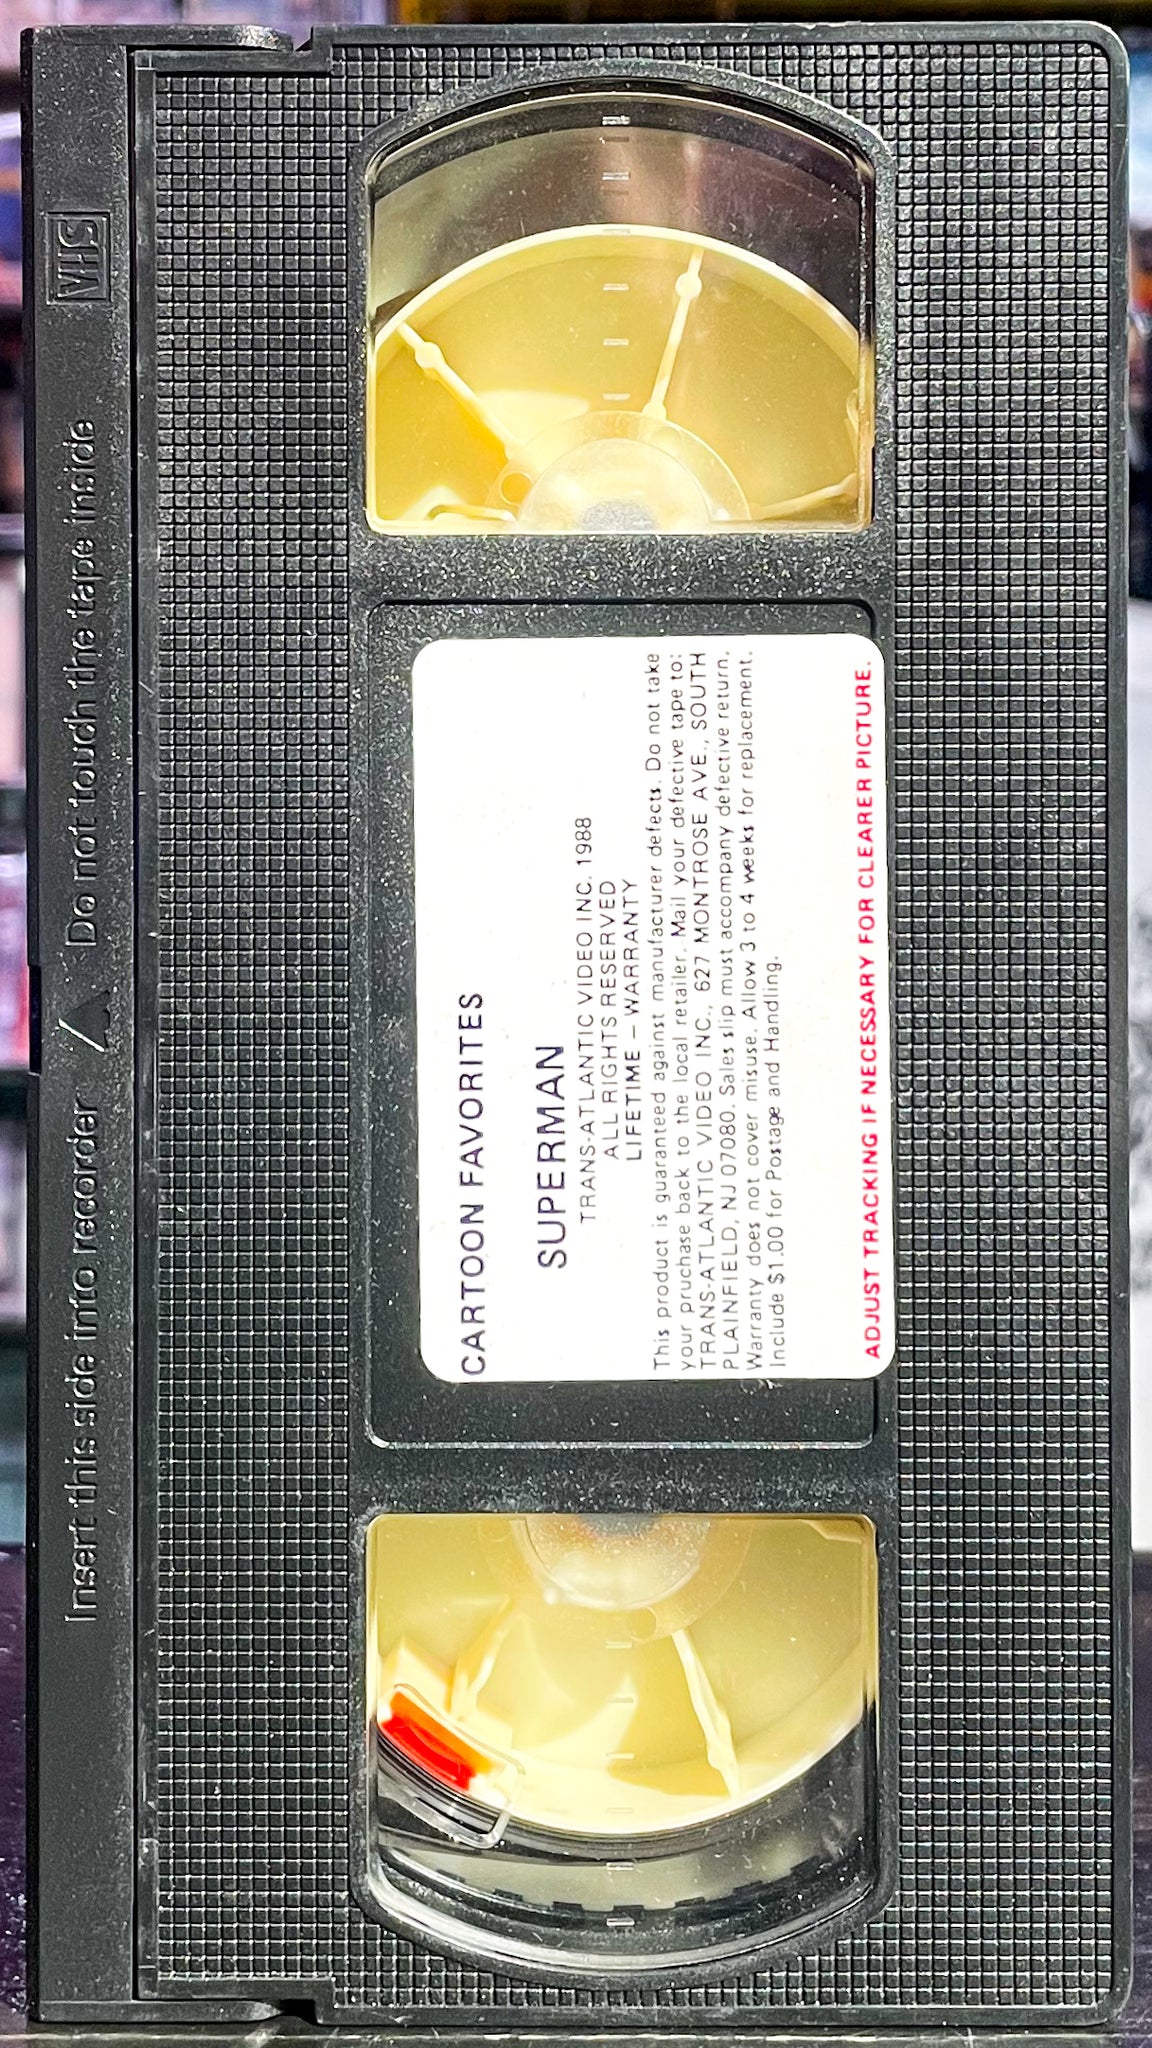 VHS
Insert this side into recorder △ Do not touch the tape inside
CARTOON FAVORITES
SUPERMAN
TRANS-ATLANTIC VIDEO INC. 1988
ALL RIGHTS RESERVED
LIFETIME – WARRANTY
This product is guaranteed against manufacturer defects. Do not take
your pruchase back to the local retailer. Mail your defective tape to:
TRANS-ATLANTIC VIDEO INC., 627 MONTROSE AVE., SOUTH
PLAINFIELD, NJ 07080. Sales slip must accompany defective return.
Warranty does not cover misuse. Allow 3 to 4 weeks for replacement.
Include $1.00 for Postage and Handling.
ADJUST TRACKING IF NECESSARY FOR CLEARER PICTURE.